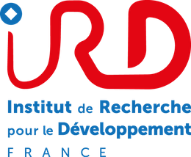 iRD
Institut de Recherche
pour le Développement
FRANCE